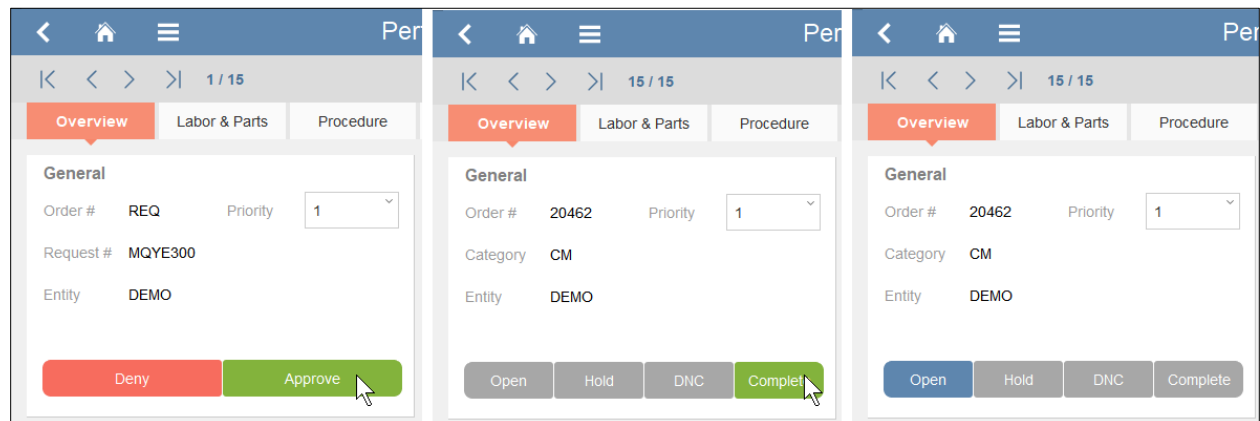 Per
1 / 15
Overview Labor & Parts Procedure
General
Order # REQ Priority 1
Request # MQYE300
Entity DEMO
Deny Approve
Per
15 / 15
Overview Labor & Parts Procedure
General
Order # 20462 Priority 1
Category CM
Entity DEMO
Open Hold DNC Complet
Per
15 / 15
Overview Labor & Parts Procedure
General
Order # 20462 Priority 1
Category CM
Entity DEMO
Open Hold DNC Complete